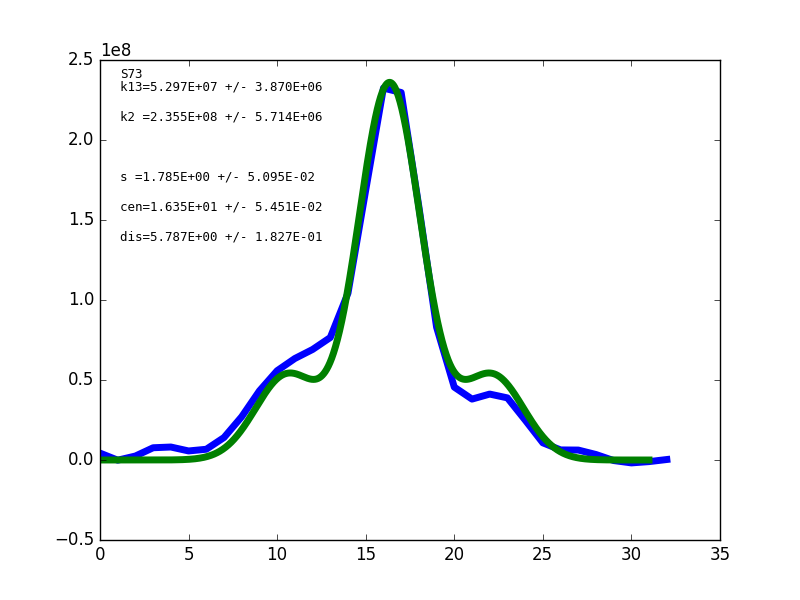 1e8
2.5
2.0
1.5
1.0
0.5
0.0
−0.5
S73
k13=5.297E+07 +/- 3.870E+06
k2 =2.355E+08 +/- 5.714E+06
s =1.785E+00 +/- 5.095E-02
cen=1.635E+01 +/- 5.451E-02
dis=5.787E+00 +/- 1.827E-01
0 5 10 15 20 25 30 35